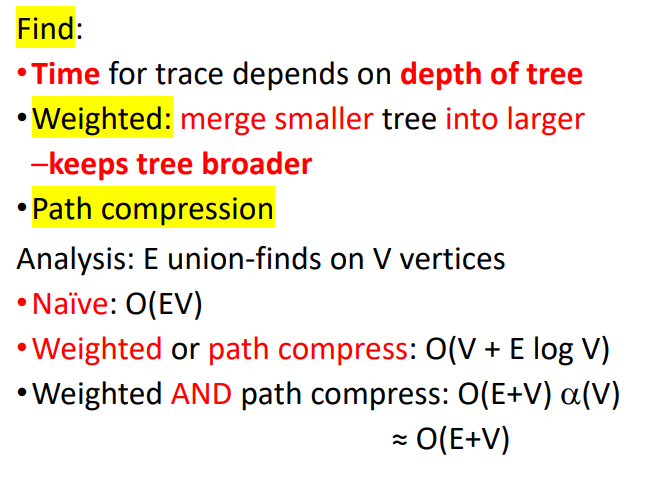 Find:
•Time for trace depends on depth of tree
•Weighted: merge smaller tree into larger
–keeps tree broader
•Path compression
Analysis: E union-finds on V vertices
•Naïve: O(EV)
•Weighted or path compress: O(V + E log V)
•Weighted AND path compress: O(E+V) α(V)
≈ O(E+V)